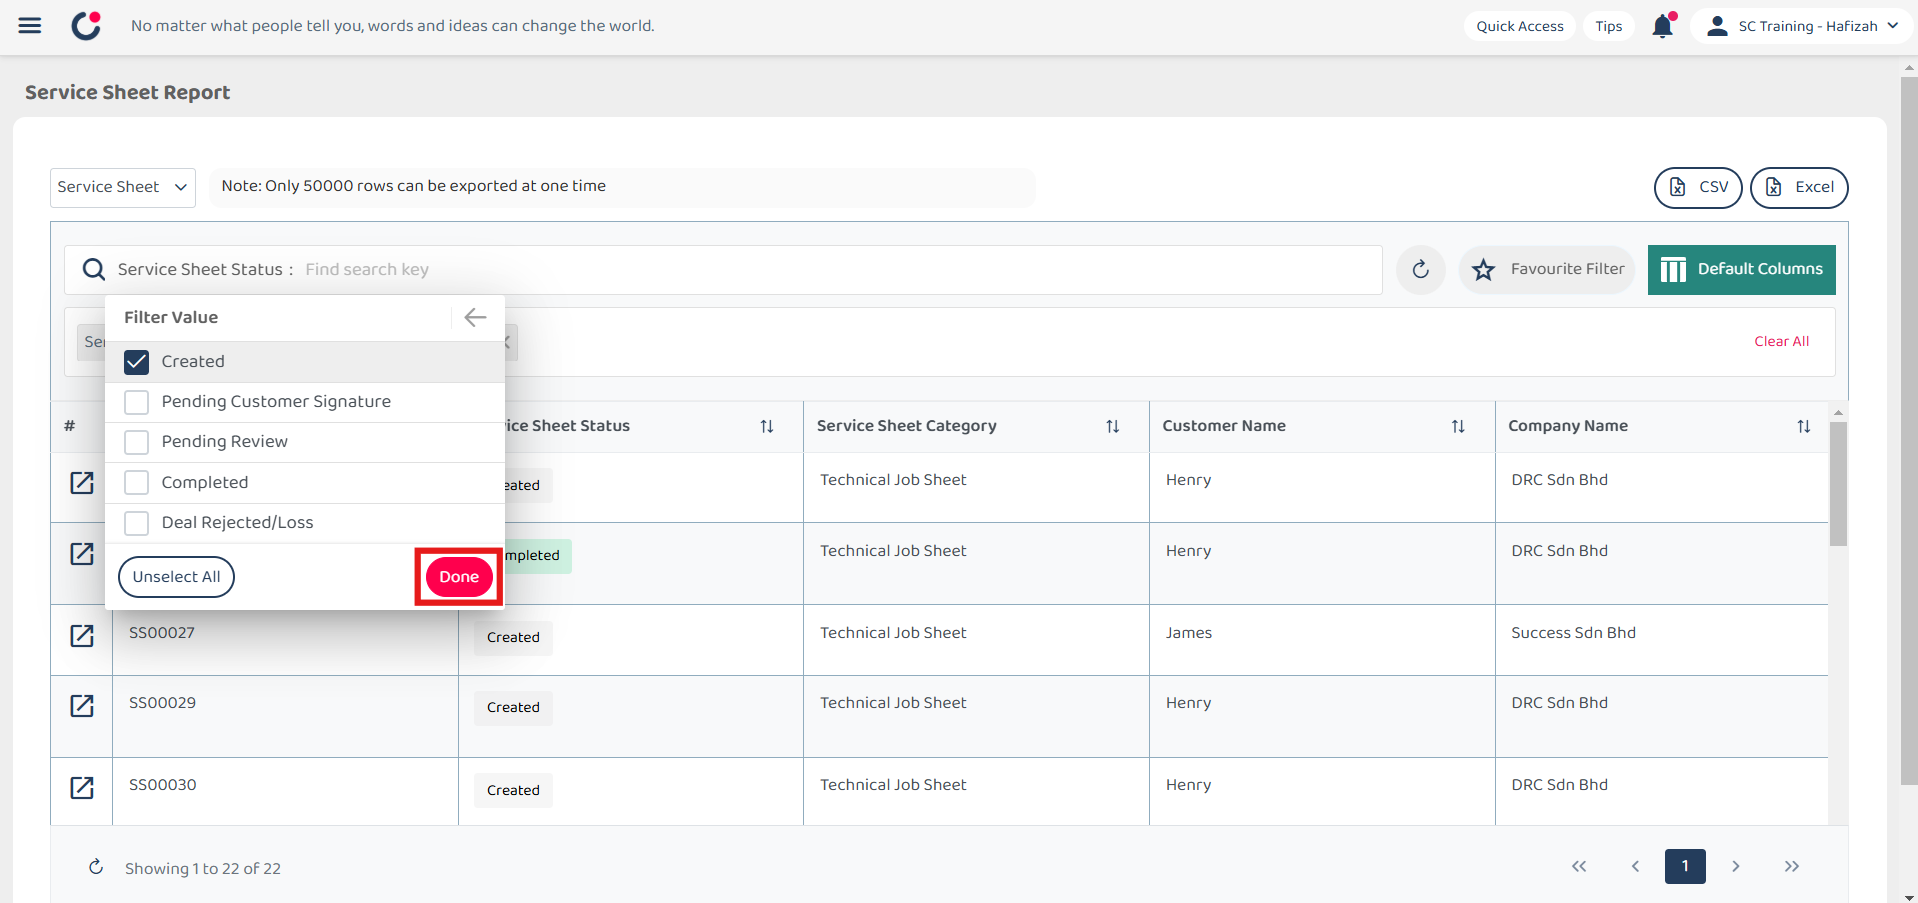 No matter what people tell you, words and ideas can change the world.
Quick Access
Tips
SC Training - Hafizah
Service Sheet Report
Service Sheet
Note: Only 50000 rows can be exported at one time
CSV
Excel
Service Sheet Status : Find search key
Favourite Filter
Default Columns
Filter Value
Clear All
Created
Pending Customer Signature
Pending Review
Completed
Deal Rejected/Loss
Unselect All
Done
# Sheet Status Service Sheet Category Customer Name Company Name
Technical Job Sheet Henry DRC Sdn Bhd
Technical Job Sheet Henry DRC Sdn Bhd
SS00027 Created Technical Job Sheet James Success Sdn Bhd
SS00029 Created Technical Job Sheet Henry DRC Sdn Bhd
SS00030 Created Technical Job Sheet Henry DRC Sdn Bhd
Showing 1 to 22 of 22
1